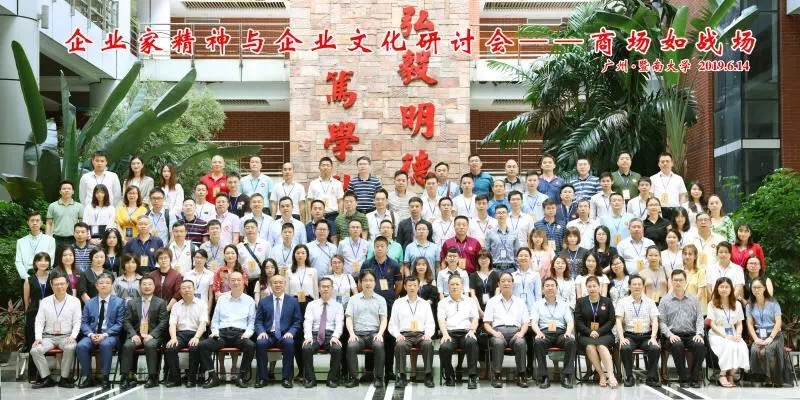 企业家精神与企业文化研讨会——商场如战场
广州·暨南大学 2019.6.14
弘毅明德
篤學